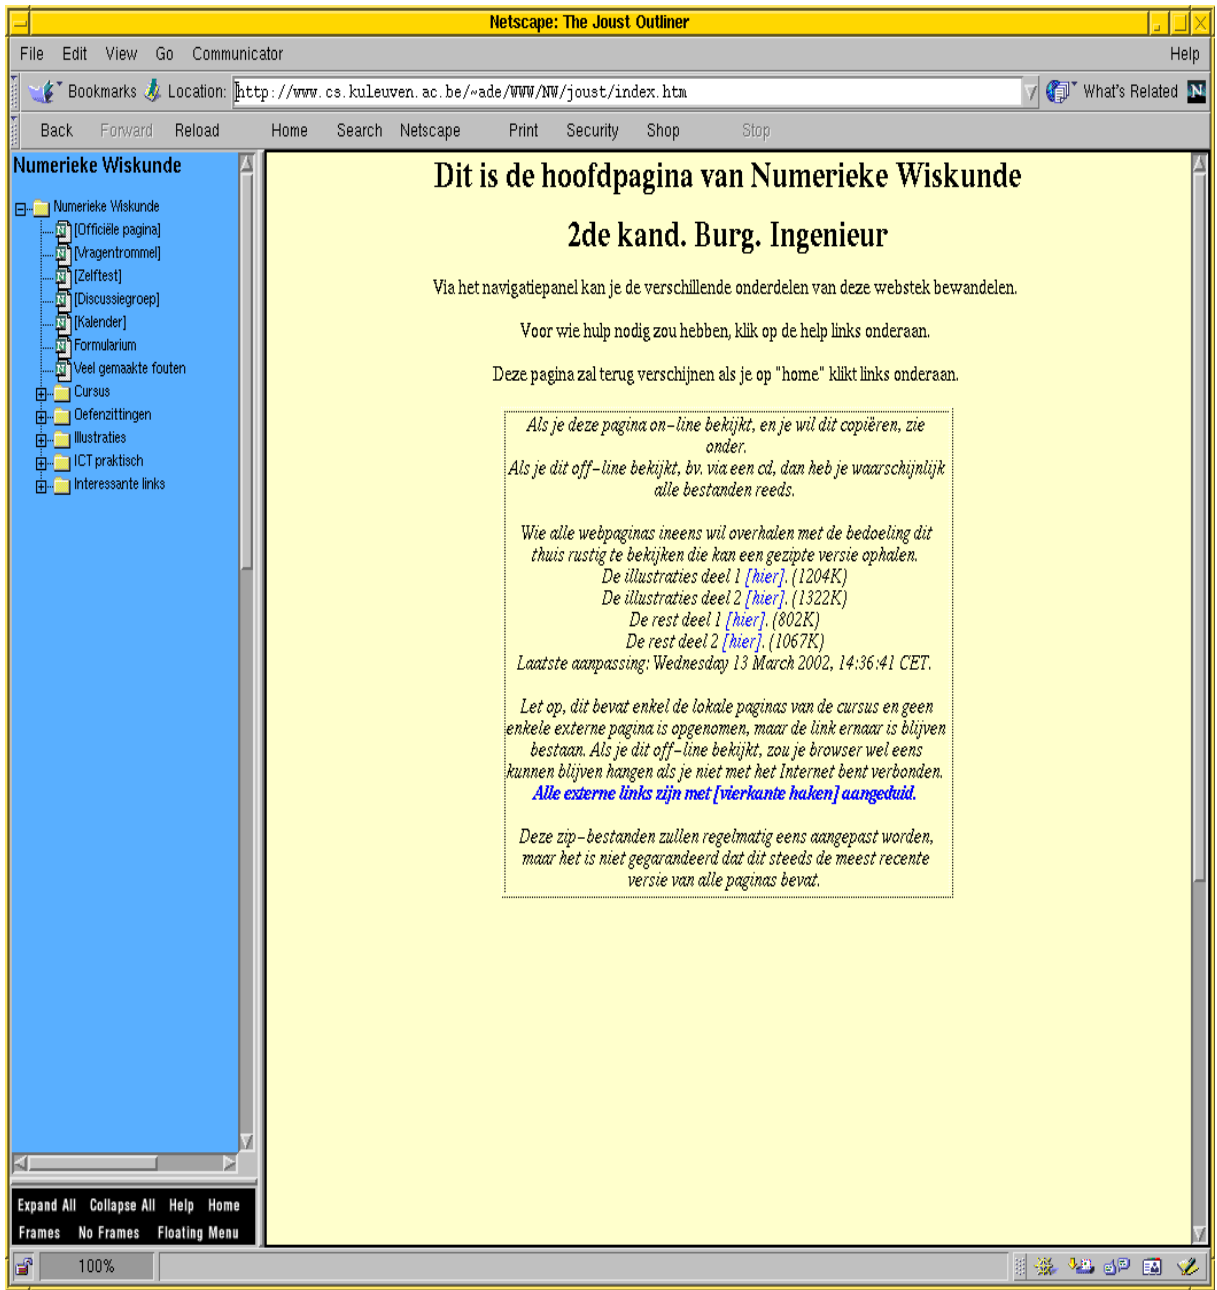 Netscape: The Joust Outliner
File Edit View Go Communicator Help
Bookmarks Location: http://www.cs.kuleuven.ac.be/~ade/WWW/NW/joust/index.htm What's Related N
Back Forward Reload Home Search Netscape Print Security Shop Stop
Numerieke Wiskunde
Numerieke Wiskunde
[Officiële pagina]
[Vragentrommel]
[Zelftest]
[Discussiegroep]
[Kalender]
Formularium
Veel gemaakte fouten
Cursus
Oefenzittingen
Illustraties
ICT praktisch
Interessante links
Expand All Collapse All Help Home
Frames No Frames Floating Menu
Dit is de hoofdpagina van Numerieke Wiskunde
2de kand. Burg. Ingenieur
Via het navigatiepanel kan je de verschillende onderdelen van deze webstek bewandelen.
Voor wie hulp nodig zou hebben, klik op de help links onderaan.
Deze pagina zal terug verschijnen als je op "home" klikt links onderaan.
Als je deze pagina on-line bekijkt, en je wil dit copiëren, zie
onder.
Als je dit off-line bekijkt, bv. via een cd, dan heb je waarschijnlijk
alle bestanden reeds.
Wie alle webpaginas ineens wil overhalen met de bedoeling dit
thuis rustig te bekijken die kan een gezipte versie ophalen.
De illustraties deel 1 [hier]. (1204K)
De illustraties deel 2 [hier]. (1322K)
De rest deel 1 [hier]. (802K)
De rest deel 2 [hier]. (1067K)
Laatste aanpassing: Wednesday 13 March 2002, 14:36:41 CET.
Let op, dit bevat enkel de lokale paginas van de cursus en geen
enkele externe pagina is opgenomen, maar de link ernaar is blijven
bestaan. Als je dit off-line bekijkt, zou je browser wel eens
kunnen blijven hangen als je niet met het Internet bent verbonden.
Alle externe links zijn met [vierkante haken] aangeduid.
Deze zip-bestanden zullen regelmatig eens aangepast worden,
maar het is niet gegarandeerd dat dit steeds de meest recente
versie van alle paginas bevat.
100%